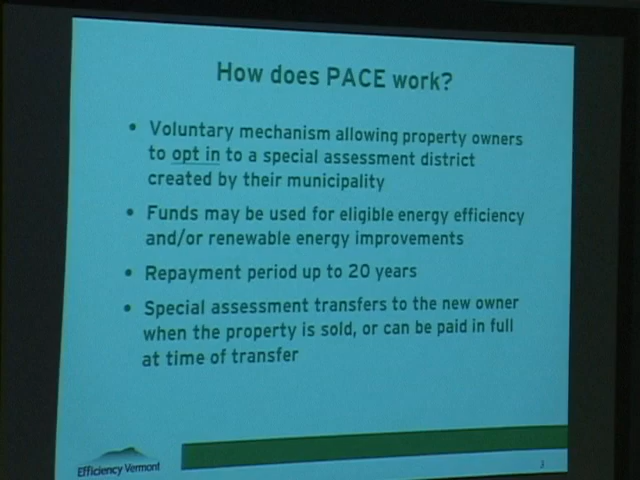 How does PACE work?
• Voluntary mechanism allowing property owners
to opt in to a special assessment district
created by their municipality
• Funds may be used for eligible energy efficiency
and/or renewable energy improvements
• Repayment period up to 20 years
• Special assessment transfers to the new owner
when the property is sold, or can be paid in full
at time of transfer
Efficiency Vermont
3